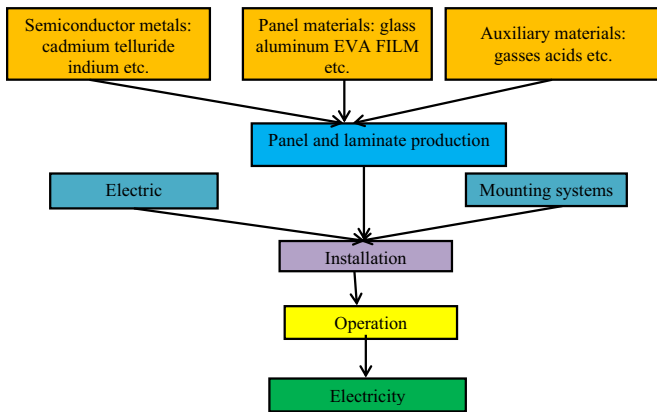 Semiconductor metals:
cadmium telluride
indium etc.
Panel materials: glass
aluminum EVA FILM
etc.
Auxiliary materials:
gasses acids etc.
Panel and laminate production
Electric
Mounting systems
Installation
Operation
Electricity